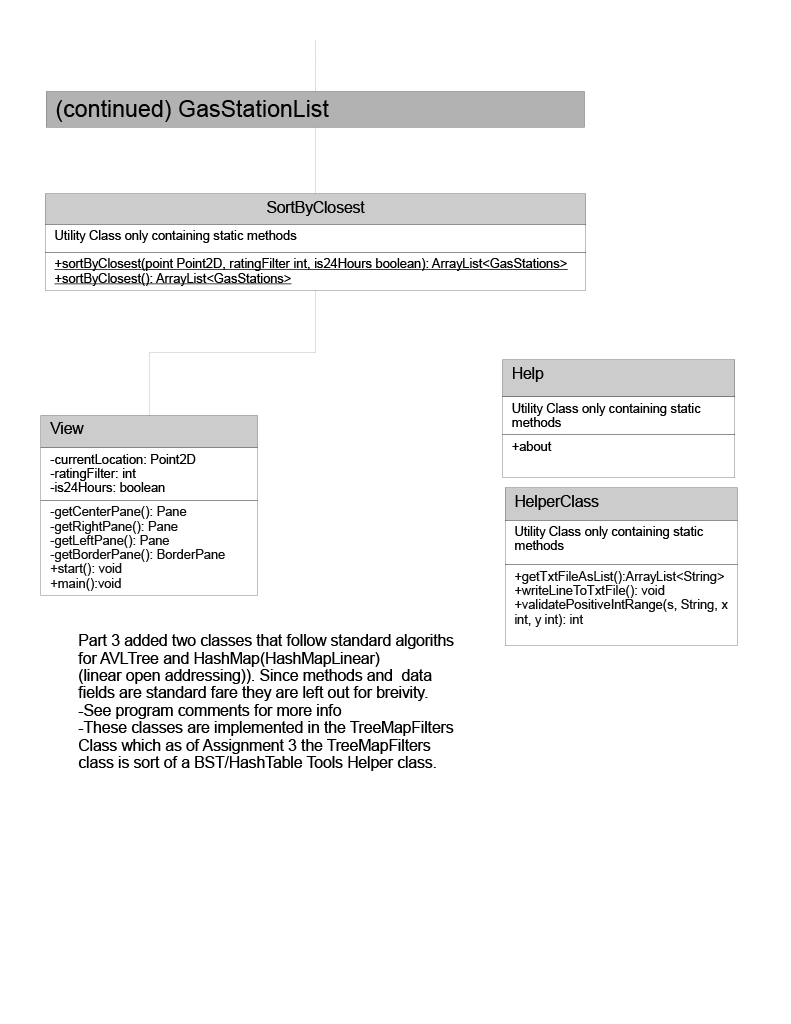 (continued) GasStationList
SortByClosest
Utility Class only containing static methods
+sortByClosest(point Point2D, ratingFilter int, is24Hours boolean): ArrayList<GasStations>
+sortByClosest(): ArrayList<GasStations>
Help
Utility Class only containing static
methods
+about
View
-currentLocation: Point2D
-ratingFilter: int
-is24Hours: boolean
-getCenterPane(): Pane
-getRightPane(): Pane
-getLeftPane(): Pane
-getBorderPane(): BorderPane
+start(): void
+main():void
HelperClass
Utility Class only containing static
methods
+getTxtFileAsList():ArrayList<String>
+writeLineToTxtFile(): void
+validatePositiveIntRange(s, String, x
int, y int): int
Part 3 added two classes that follow standard algoriths
for AVLTree and HashMap(HashMapLinear)
(linear open addressing)). Since methods and  data
fields are standard fare they are left out for breivity.
-See program comments for more info
-These classes are implemented in the TreeMapFilters
Class which as of Assignment 3 the TreeMapFilters
class is sort of a BST/HashTable Tools Helper class.